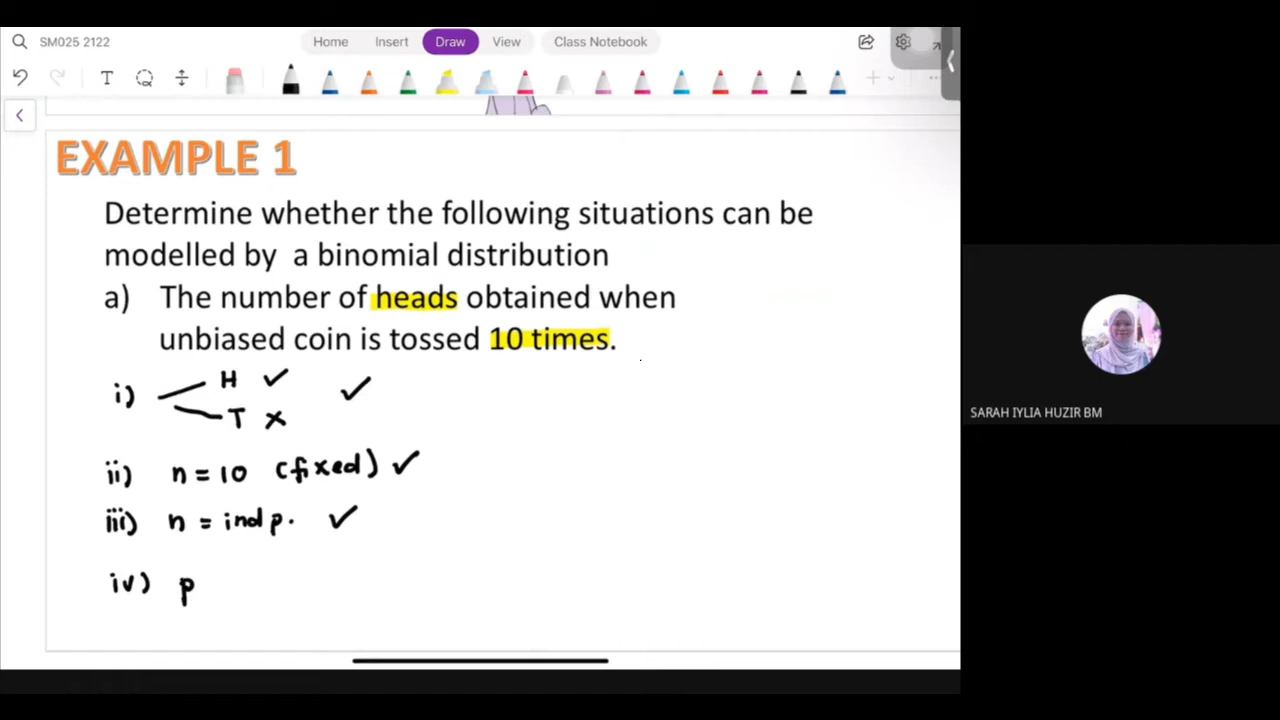 SM025 2122
Home Insert Draw View Class Notebook
T
EXAMPLE 1
Determine whether the following situations can be
modelled by a binomial distribution
a) The number of heads obtained when
unbiased coin is tossed 10 times.
i) H ✓ ✓
T ×
ii) n = 10 (fixed) ✓
iii) n = indp. ✓
iv) p
SARAH IYLIA HUZIR BM